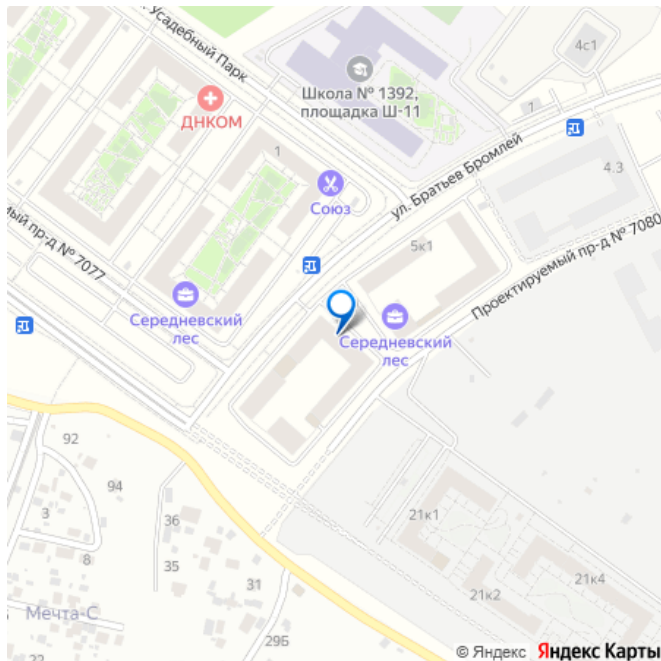 Усадебный Парк
4с1
Школа № 1392,
площадка Ш-11
ДНКОМ
1
1
ул. Братьев Бромлей
4.3
Союз
5к1
Проектируемый пр-д № 7080
пр-д № 7077
Середневский
лес
Середневский
лес
92
94
36
3
8
35
31
21к1
21к2
21к4
Мечта-С
22
29Б
© Яндекс Яндекс Карты